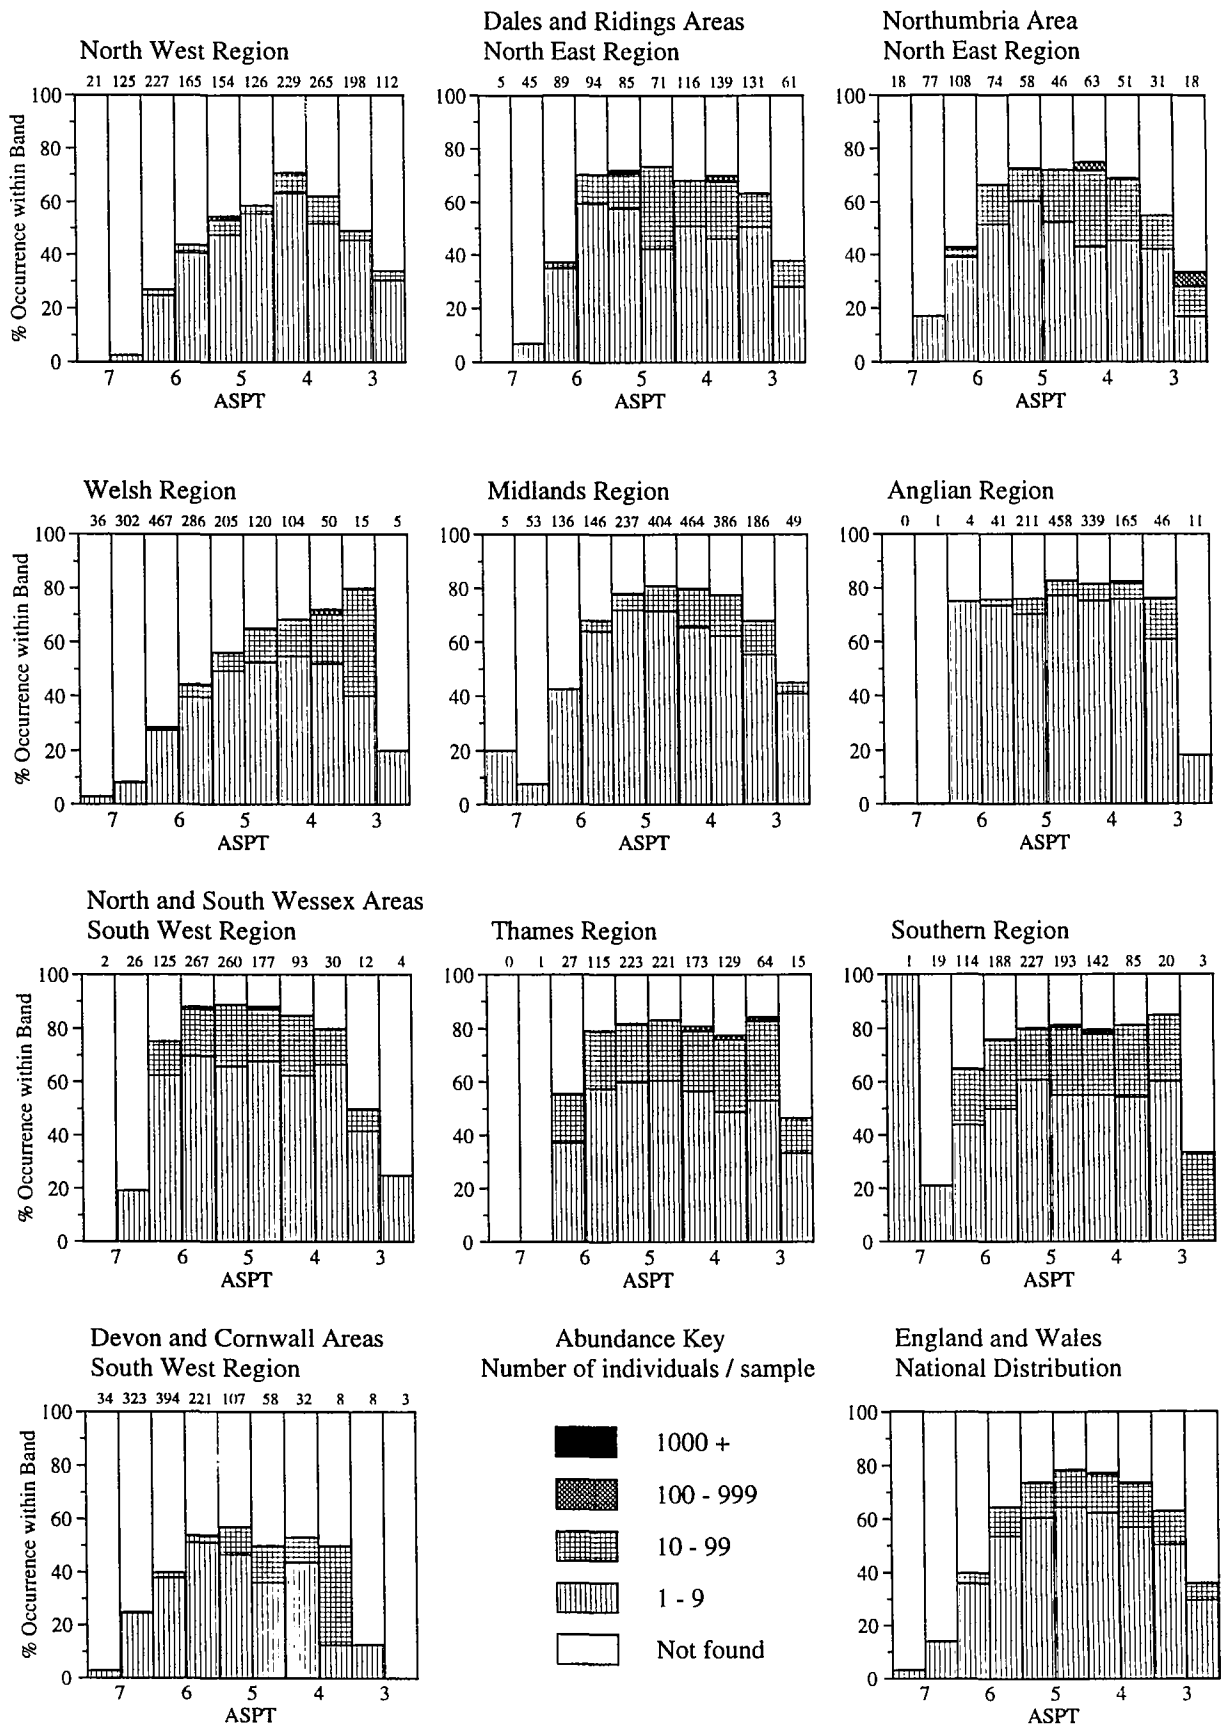 Dales and Ridings Areas
Northumbria Area
North West Region
North East Region
North East Region
21 125 227 165 154 126 229 265 198 112
5 45 89 94 85 71 116 139 131 61
18 77 108 74 58 46 63 51 31 18
% Occurrence within Band
100
80
60
40
20
0
100
80
60
40
20
0
100
80
60
40
20
0
7 6 5 4 3
7 6 5 4 3
7 6 5 4 3
ASPT
ASPT
ASPT
Welsh Region
Midlands Region
Anglian Region
36 302 467 286 205 120 104 50 15 5
5 53 136 146 237 404 464 386 186 49
0 1 4 41 211 458 339 165 46 11
% Occurrence within Band
100
80
60
40
20
0
100
80
60
40
20
0
100
80
60
40
20
0
7 6 5 4 3
7 6 5 4 3
7 6 5 4 3
ASPT
ASPT
ASPT
North and South Wessex Areas
South West Region
Thames Region
Southern Region
2 26 125 267 260 177 93 30 12 4
0 1 27 115 223 221 173 129 64 15
1 19 114 188 227 193 142 85 20 3
% Occurrence within Band
100
80
60
40
20
0
100
80
60
40
20
0
100
80
60
40
20
0
7 6 5 4 3
7 6 5 4 3
7 6 5 4 3
ASPT
ASPT
ASPT
Devon and Cornwall Areas
South West Region
34 323 394 221 107 58 32 8 8 3
% Occurrence within Band
100
80
60
40
20
0
7 6 5 4 3
ASPT
Abundance Key
Number of individuals / sample
1000 +
100 - 999
10 - 99
1 - 9
Not found
England and Wales
National Distribution
100
80
60
40
20
0
7 6 5 4 3
ASPT